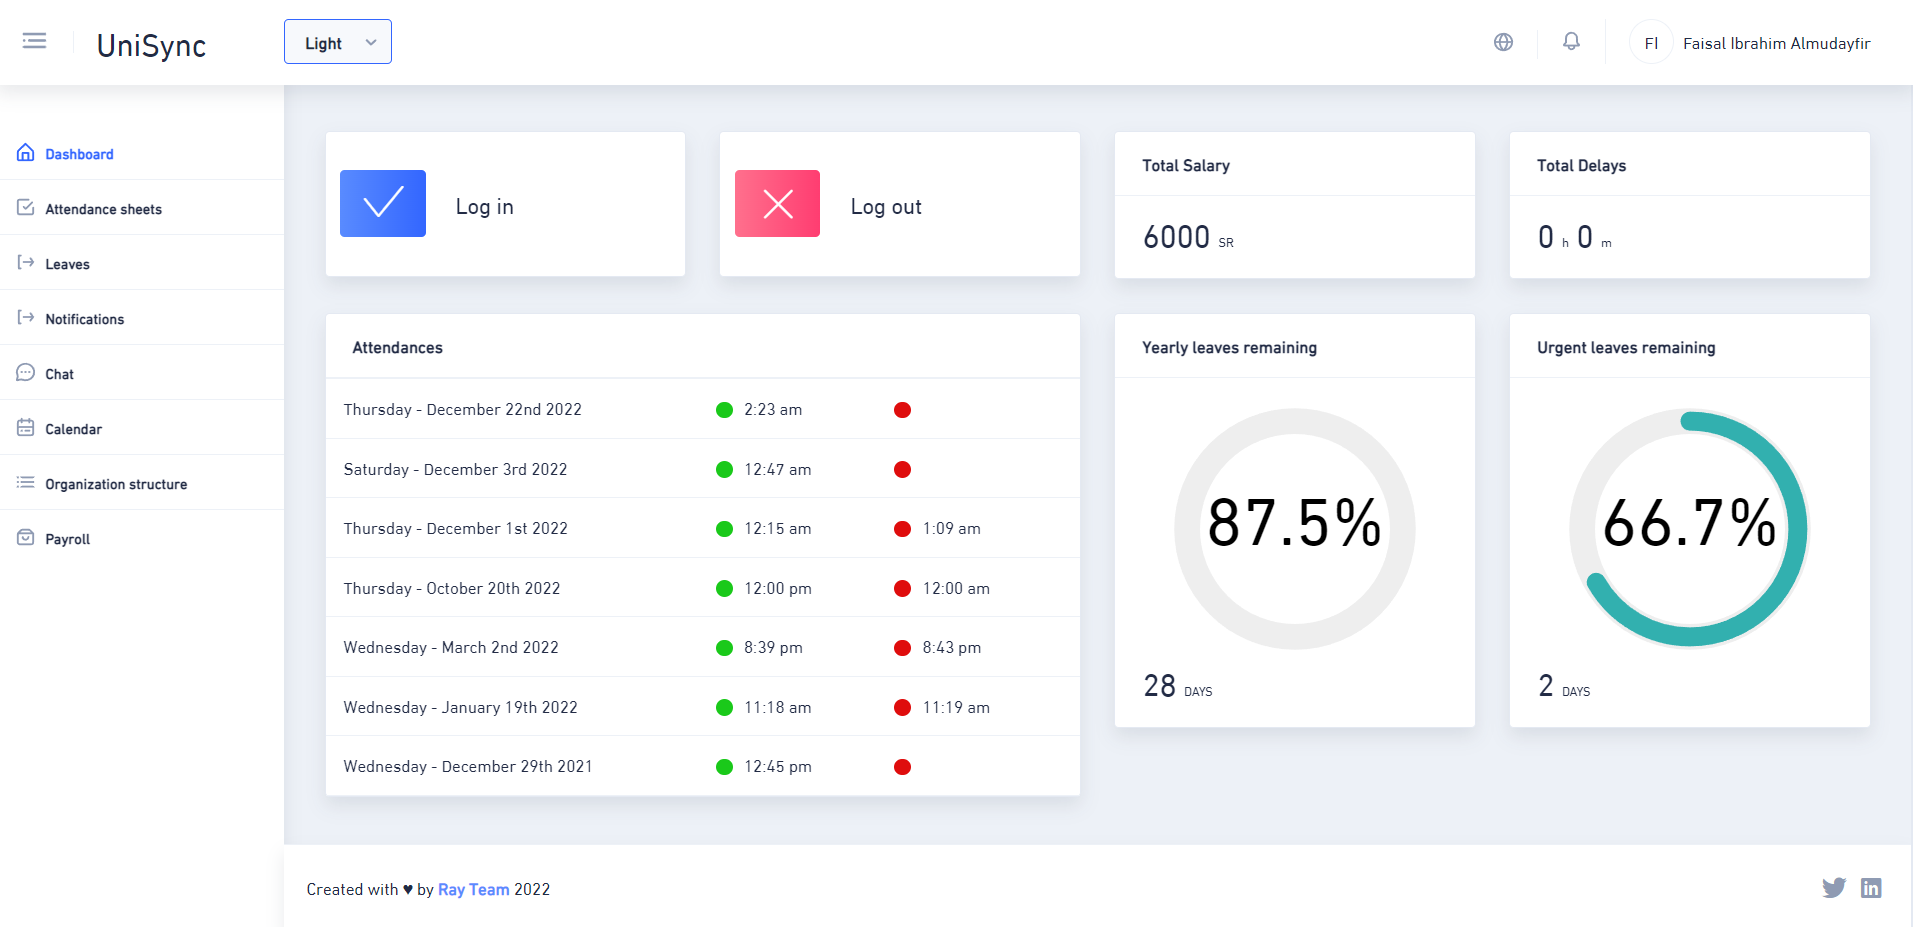 UniSync
Light
FI Faisal Ibrahim Almudayfir
Dashboard
Attendance sheets
Leaves
Notifications
Chat
Calendar
Organization structure
Payroll
Log in
Log out
Total Salary
6000 SR
Total Delays
0 h 0 m
Attendances
Thursday - December 22nd 2022 2:23 am
Saturday - December 3rd 2022 12:47 am
Thursday - December 1st 2022 12:15 am 1:09 am
Thursday - October 20th 2022 12:00 pm 12:00 am
Wednesday - March 2nd 2022 8:39 pm 8:43 pm
Wednesday - January 19th 2022 11:18 am 11:19 am
Wednesday - December 29th 2021 12:45 pm
Yearly leaves remaining
87.5%
28 DAYS
Urgent leaves remaining
66.7%
2 DAYS
Created with ♥ by Ray Team 2022
in